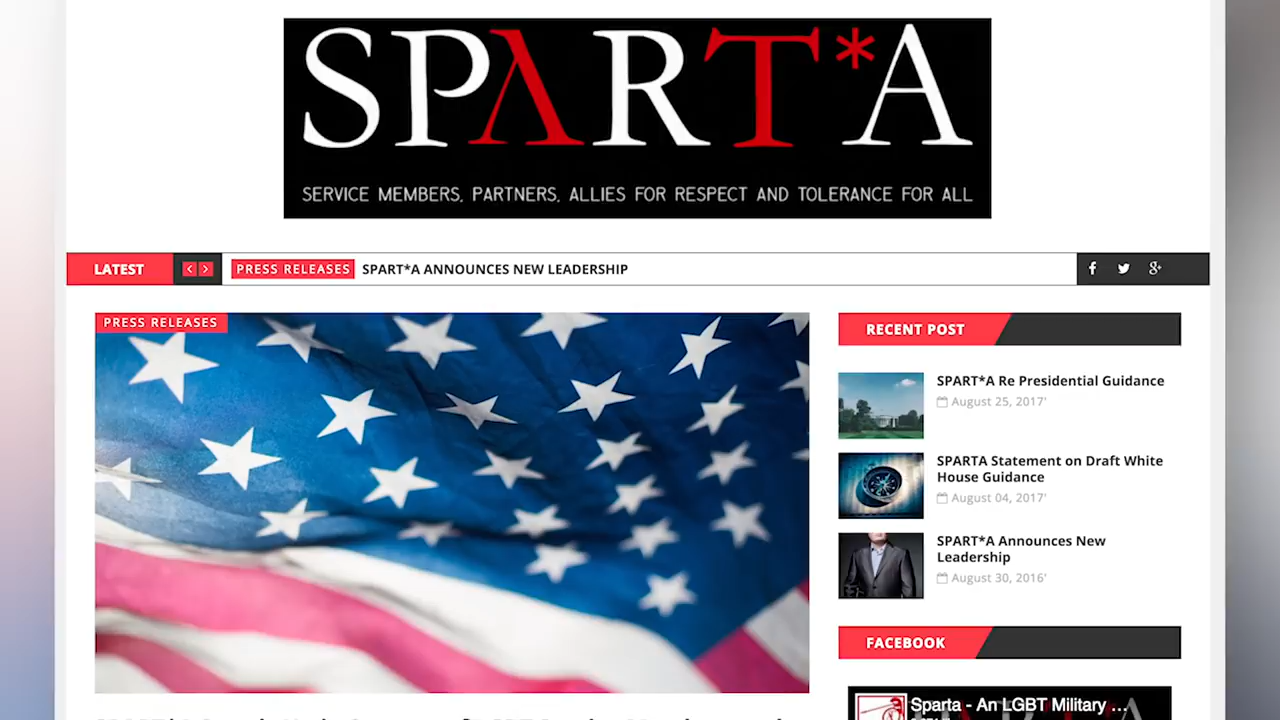 SPART*A
SERVICE MEMBERS, PARTNERS, ALLIES FOR RESPECT AND TOLERANCE FOR ALL
LATEST
PRESS RELEASES SPART*A ANNOUNCES NEW LEADERSHIP
PRESS RELEASES
RECENT POST
SPART*A Re Presidential Guidance
August 25, 2017'
SPARTA Statement on Draft White
House Guidance
August 04, 2017'
SPART*A Announces New
Leadership
August 30, 2016'
FACEBOOK
Sparta - An LGBT Military ...